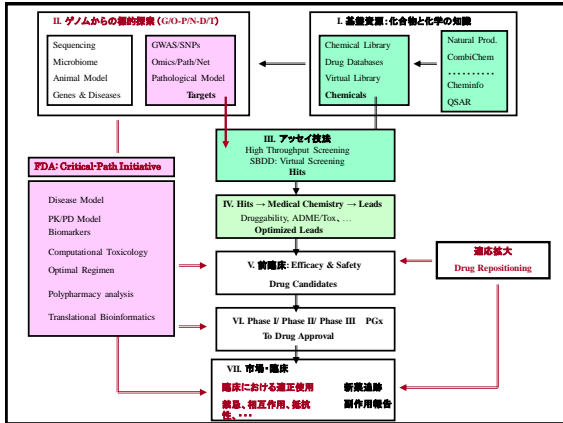 II. ゲノムからの標的探索 (G/O-P/N-D/T)
Sequencing
Microbiome
Animal Model
Genes & Diseases
GWAS/SNPs
Omics/Path/Net
Pathological Model
Targets
I. 基盤資源：化合物と化学の知識
Chemical Library
Drug Databases
Virtual Library
Chemicals
Natural Prod.
CombiChem
‥‥‥‥‥
Cheminfo
QSAR
III. アッセイ技法
High Throughput Screening
SBDD: Virtual Screening
Hits
FDA: Critical-Path Initiative
Disease Model
PK/PD Model
Biomarkers
Computational Toxicology
Optimal Regimen
Polypharmacy analysis
Translational Bioinformatics
IV. Hits → Medical Chemistry → Leads
Druggability, ADME/Tox、…
Optimized Leads
V. 前臨床: Efficacy & Safety
Drug Candidates
適応拡大
Drug Repositioning
VI. Phase I/ Phase II/ Phase III PGx
To Drug Approval
VII. 市場・臨床
臨床における適正使用 新薬追跡
禁忌、相互作用、抵抗 副作用報告
性、・・・